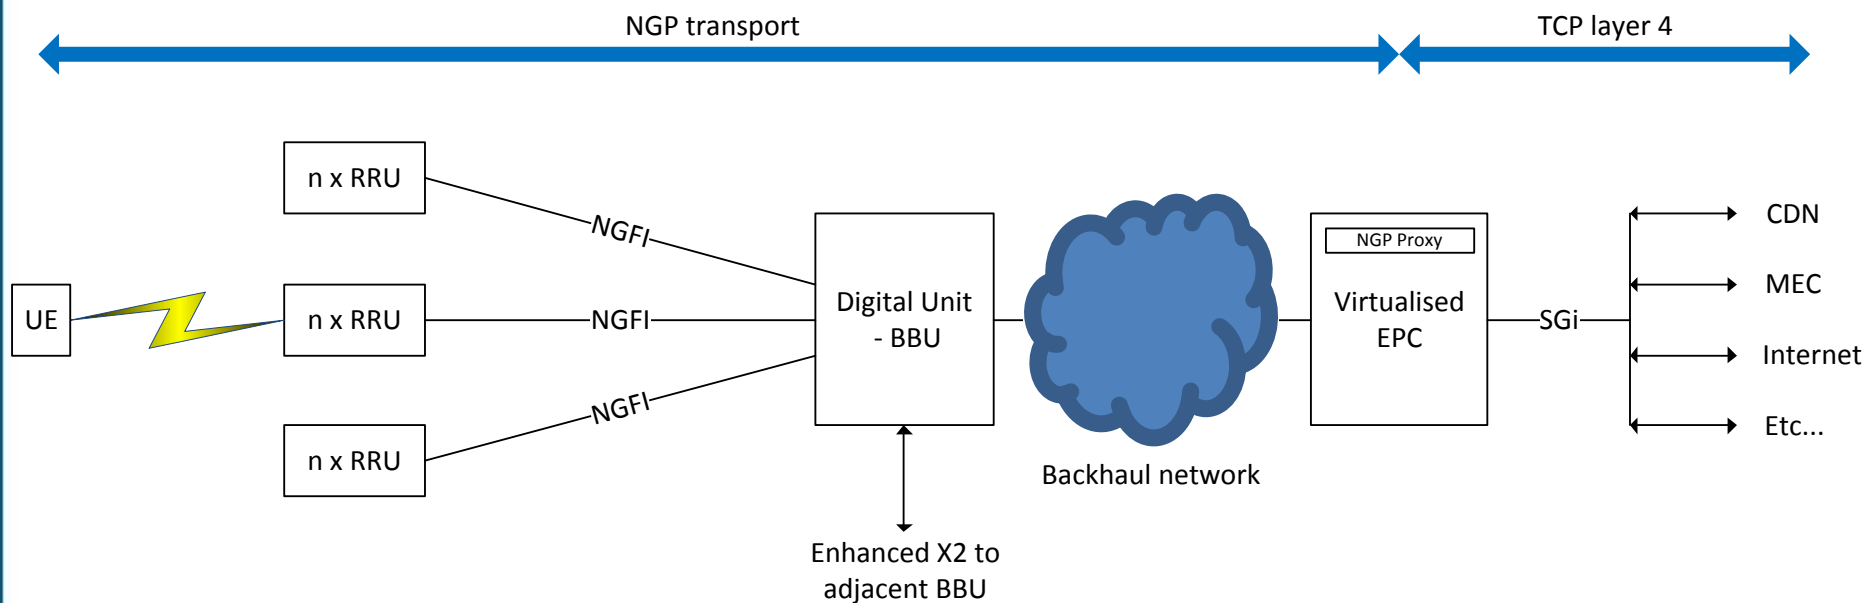 NGP transport
TCP layer 4
n x RRU
NGFI
CDN
NGP Proxy
MEC
UE
n x RRU
NGFI
Digital Unit
- BBU
Virtualised
EPC
SGi
Internet
NGFI
Etc...
n x RRU
Backhaul network
Enhanced X2 to
adjacent BBU